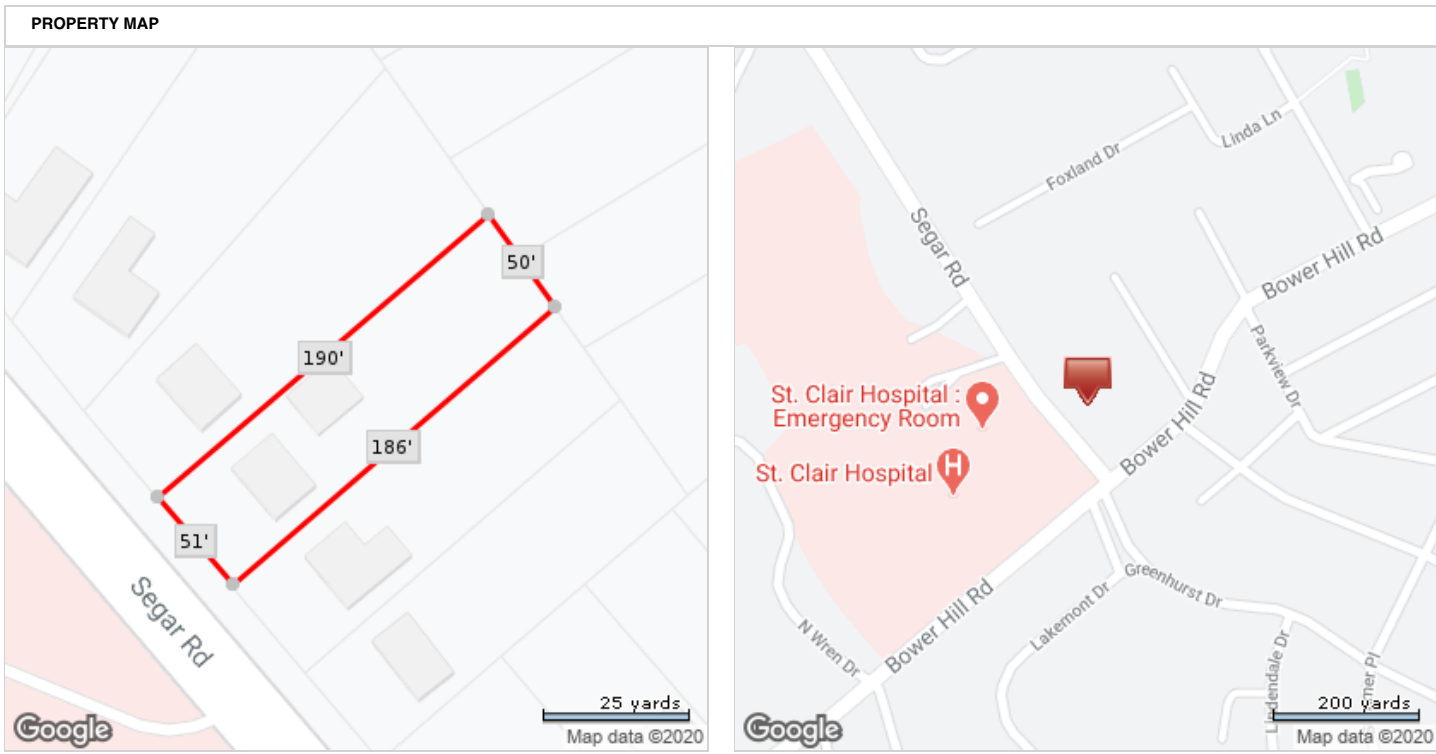 PROPERTY MAP
50'
190'
186'
51'
Segar Rd
25 yards
Google
Map data ©2020
Linda Ln
Foxland Dr
Segar Rd
Bower Hill Rd
Parkview Dr
St. Clair Hospital :
Emergency Room
Bower Hill Rd
St. Clair Hospital
H
Greenhurst Dr
Lakemont Dr
Bower Hill Rd
N Wren Dr
200 yards
Google
Map data ©2020